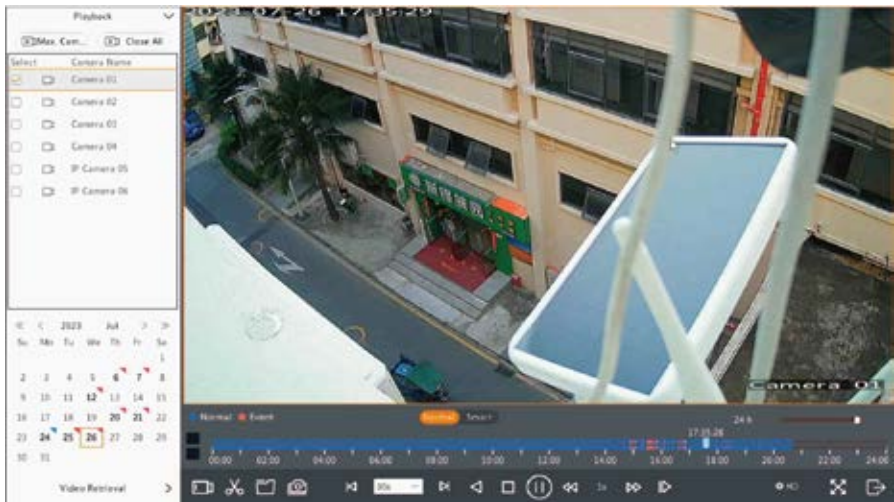 Playback
Max. Cam... Close All
Select Camera Name
Camera 01
Camera 02
Camera 03
Camera 04
IP Camera 05
IP Camera 06
2023 Jul
Su Mo Tu We Th Fr Sa
1
2 3 4 5 6 7 8
9 10 11 12 13 14 15
16 17 18 19 20 21 22
23 24 25 26 27 28 29
30 31
Video Retrieval
2023-07-26 17:35:29
Camera 01
Normal Event
Normal Smart
24 h
17:35:26
00:00 02:00 04:00 06:00 08:00 10:00 12:00 14:00 16:00 18:00 20:00 22:00 24:00
30s
1x
HD